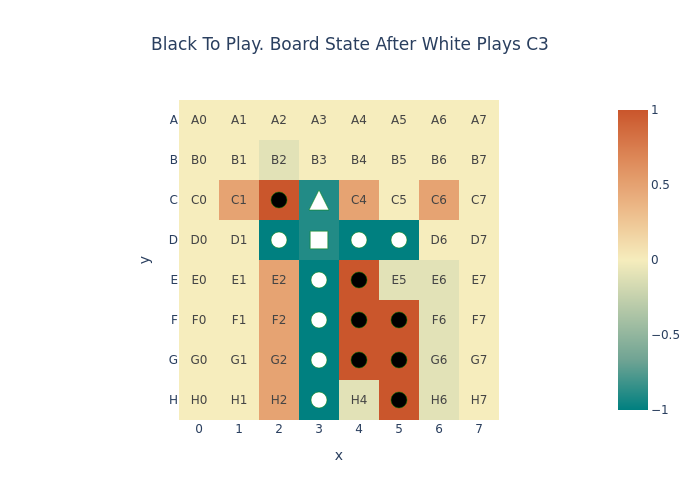 Black To Play. Board State After White Plays C3
A A0 A1 A2 A3 A4 A5 A6 A7
B B0 B1 B2 B3 B4 B5 B6 B7
C C0 C1 C4 C5 C6 C7
D D0 D1 D6 D7
E E0 E1 E2 E5 E6 E7
F F0 F1 F2 F6 F7
G G0 G1 G2 G6 G7
H H0 H1 H2 H4 H6 H7
0 1 2 3 4 5 6 7
x
y
1
0.5
0
−0.5
−1